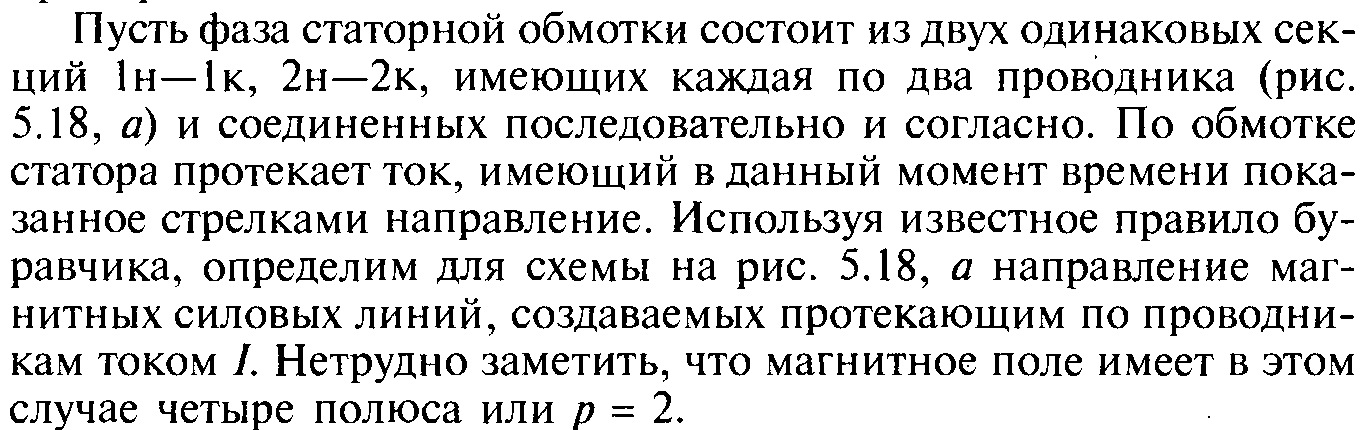 Пусть фаза статорной обмотки состоит из двух одинаковых сек-
ций 1н—1к, 2н—2к, имеющих каждая по два проводника (рис.
5.18, а) и соединенных последовательно и согласно. По обмотке
статора протекает ток, имеющий в данный момент времени пока-
занное стрелками направление. Используя известное правило бу-
равчика, определим для схемы на рис. 5.18, а направление маг-
нитных силовых линий, создаваемых протекающим по проводни-
кам током I. Нетрудно заметить, что магнитное поле имеет в этом
случае четыре полюса или p = 2.